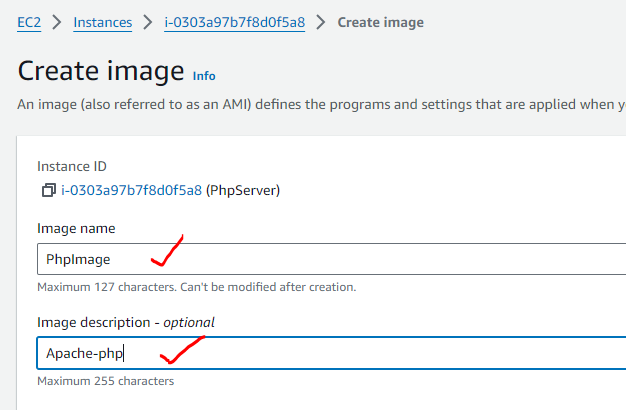 EC2 > Instances > i-0303a97b7f8d0f5a8 > Create image
Create image Info
An image (also referred to as an AMI) defines the programs and settings that are applied when y
Instance ID
i-0303a97b7f8d0f5a8 (PhpServer)
Image name
PhpImage
Maximum 127 characters. Can't be modified after creation.
Image description - optional
Apache-php
Maximum 255 characters